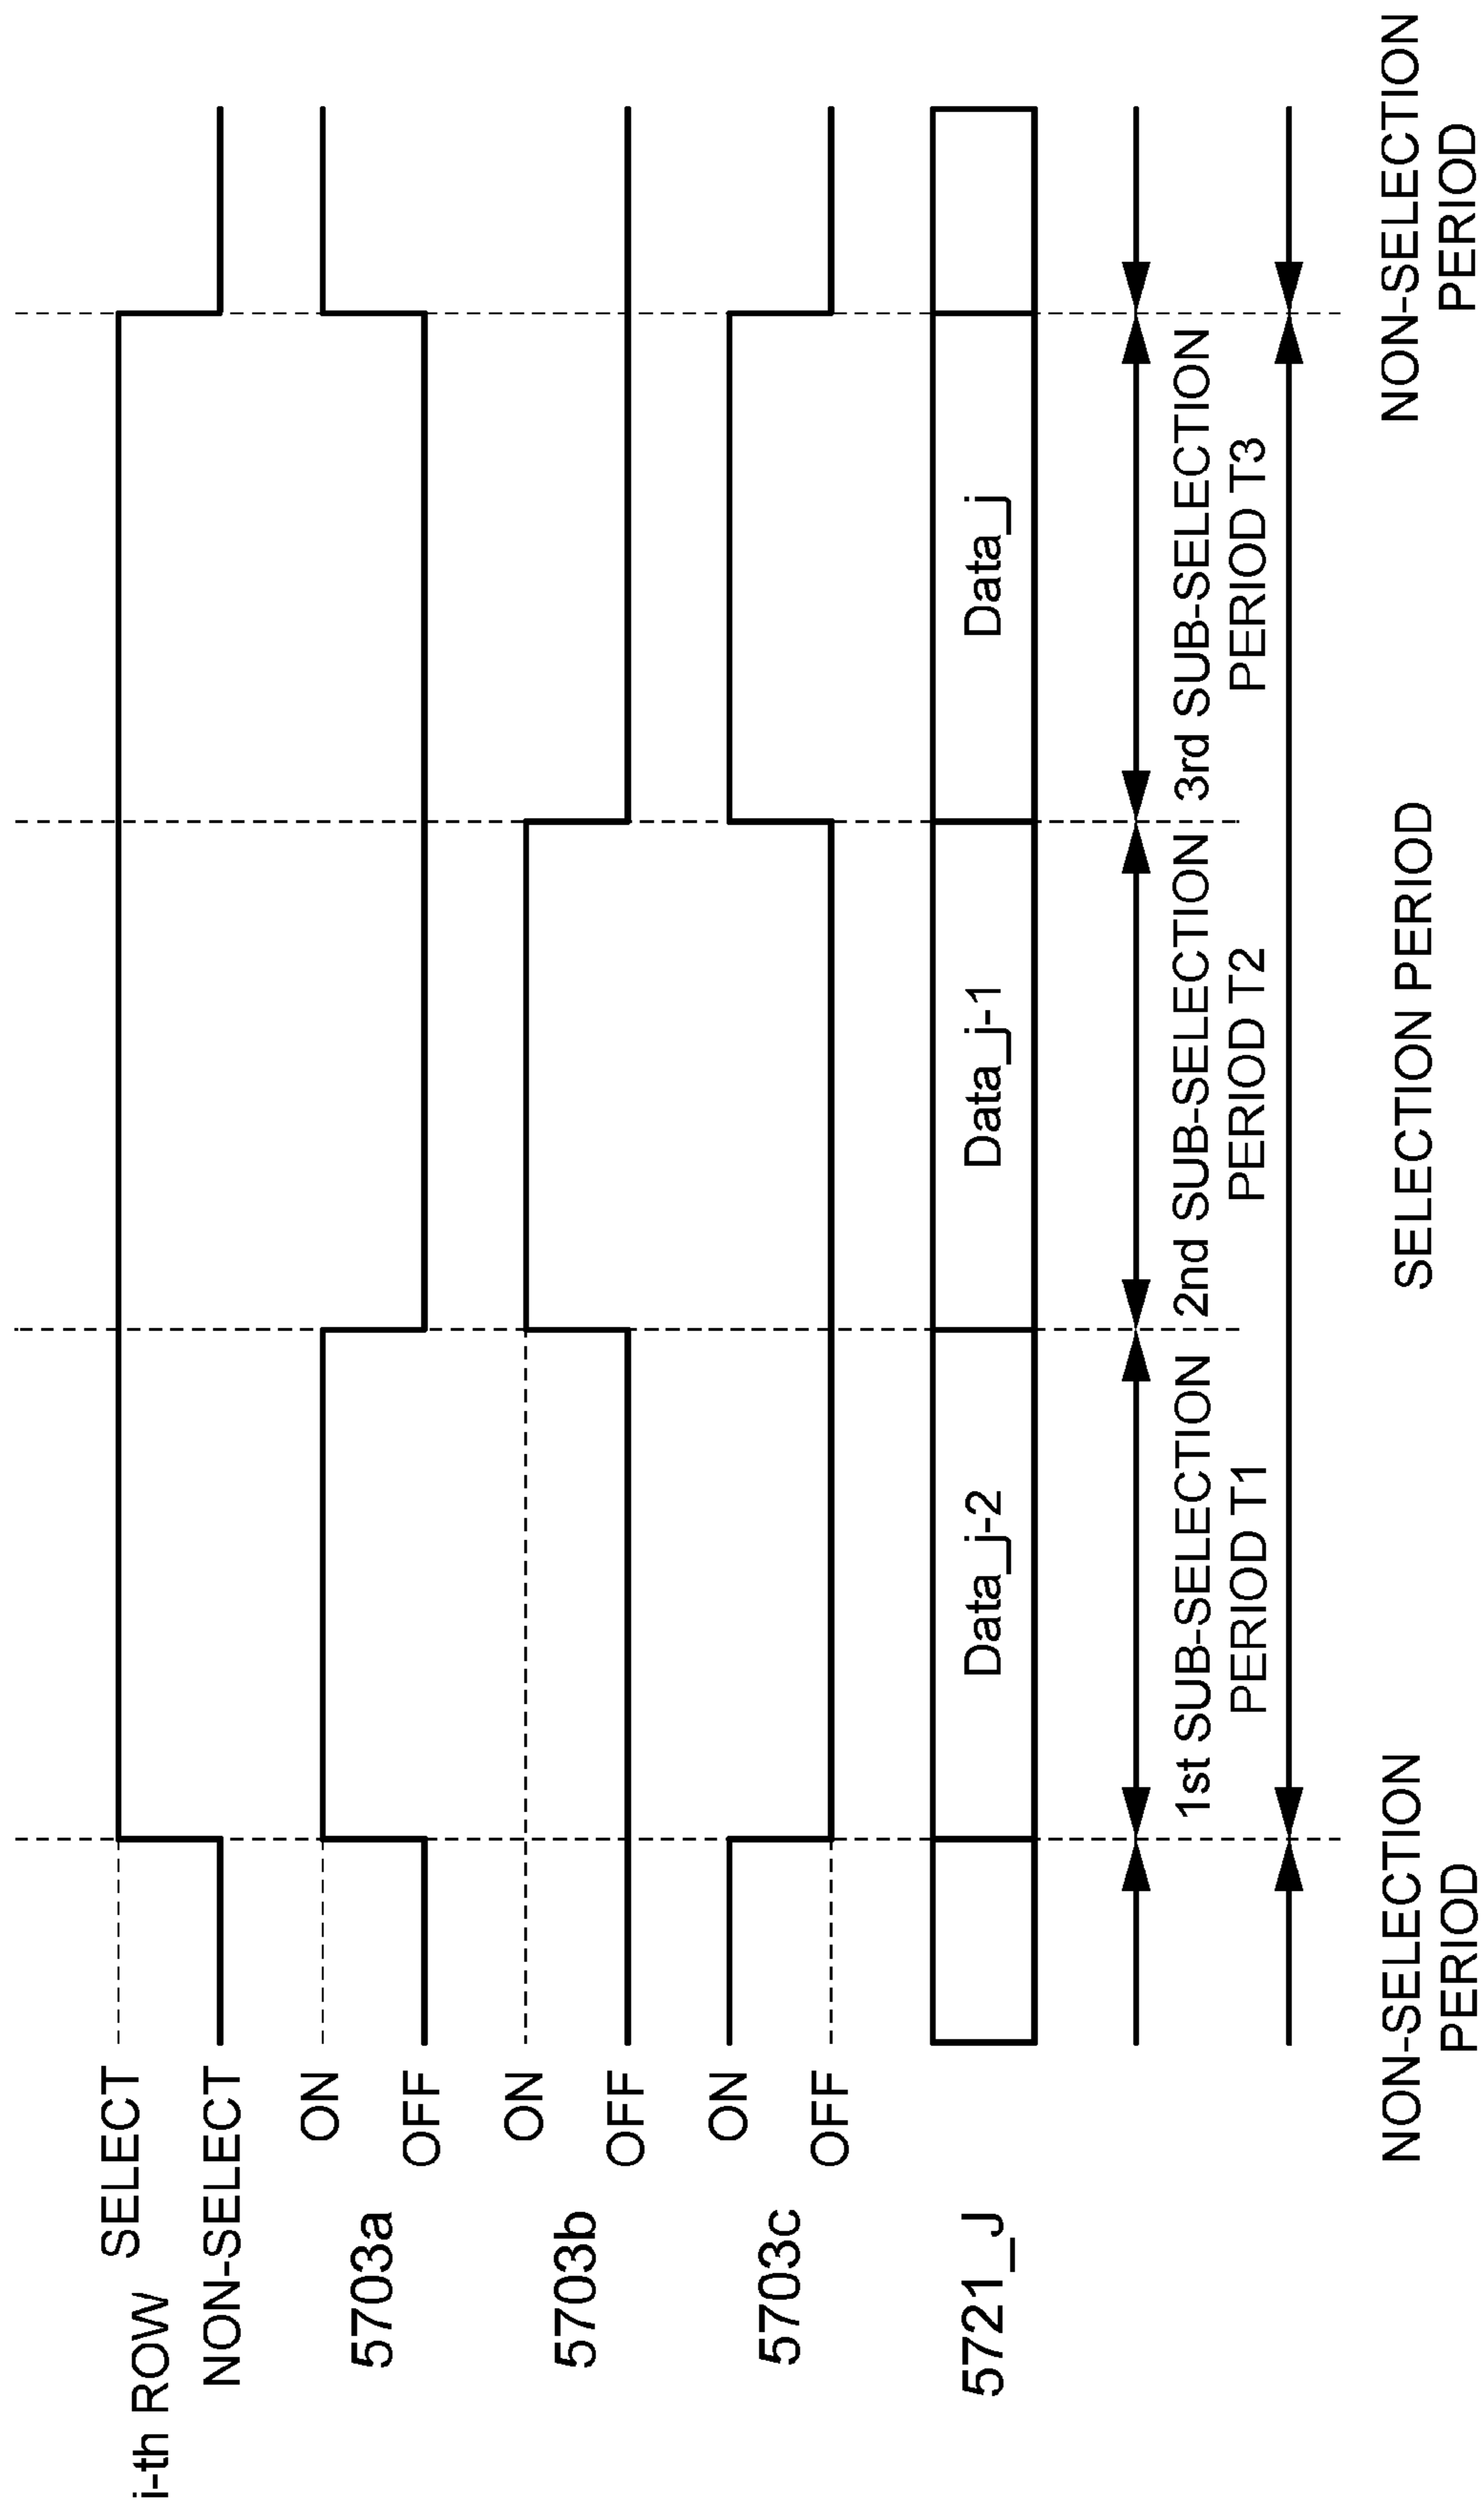 i-th ROW
SELECT
NON-SELECT
5703a
ON
OFF
5703b
ON
OFF
5703c
ON
OFF
5721_J
Data_j-2
Data_j-1
Data_j
1st SUB-SELECTION
PERIOD T1
2nd SUB-SELECTION
PERIOD T2
3rd SUB-SELECTION
PERIOD T3
NON-SELECTION
PERIOD
SELECTION PERIOD
NON-SELECTION
PERIOD